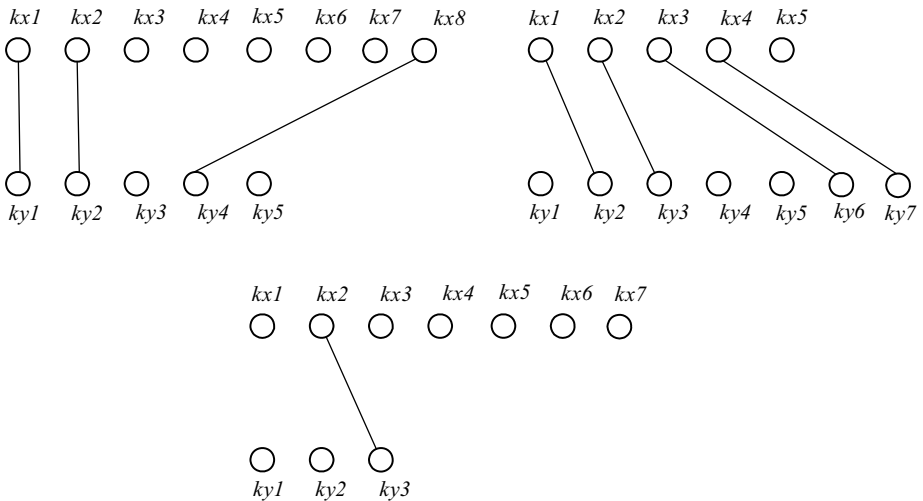 kx1 kx2 kx3 kx4 kx5 kx6 kx7 kx8
ky1 ky2 ky3 ky4 ky5
kx1 kx2 kx3 kx4 kx5
ky1 ky2 ky3 ky4 ky5 ky6 ky7
kx1 kx2 kx3 kx4 kx5 kx6 kx7
ky1 ky2 ky3